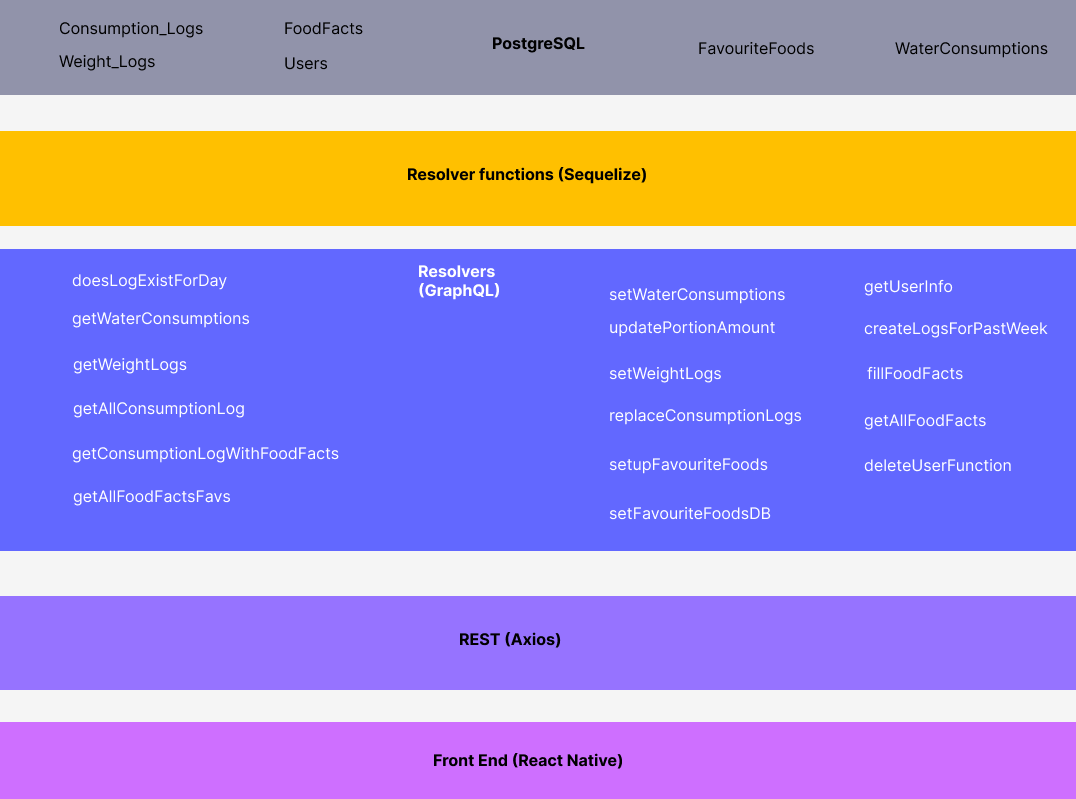 Consumption_Logs
Weight_Logs
FoodFacts
Users
PostgreSQL
FavouriteFoods
WaterConsumptions
Resolver functions (Sequelize)
doesLogExistForDay
getWaterConsumptions
getWeightLogs
getAllConsumptionLog
getConsumptionLogWithFoodFacts
getAllFoodFactsFavs
Resolvers
(GraphQL)
setWaterConsumptions
updatePortionAmount
setWeightLogs
replaceConsumptionLogs
setupFavouriteFoods
setFavouriteFoodsDB
getUserInfo
createLogsForPastWeek
fillFoodFacts
getAllFoodFacts
deleteUserFunction
REST (Axios)
Front End (React Native)